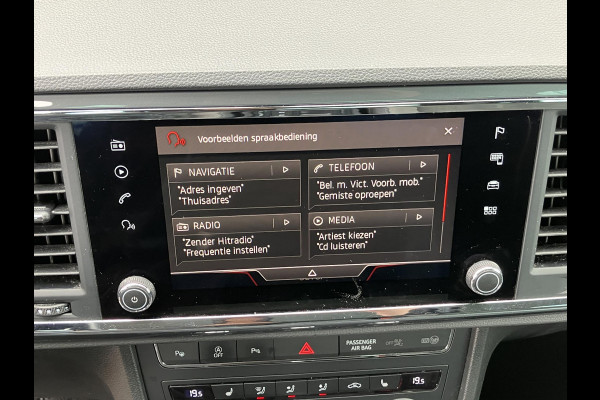 Voorbeelden spraakbediening
NAVIGATIE
"Adres ingeven"
"Thuisadres"
TELEFOON
"Bel. m. Vict. Voorb. mob."
"Gemiste oproepen"
RADIO
"Zender Hitradio"
"Frequentie instellen"
MEDIA
"Artiest kiezen"
"Cd luisteren"
A
OFF
PASSENGER
AIR BAG
19.5
19.5